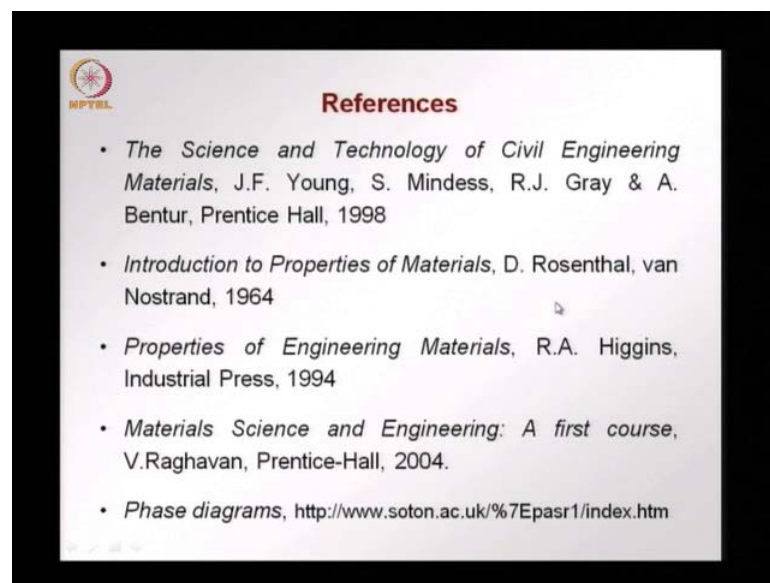 NPTEL
References
• The Science and Technology of Civil Engineering
Materials, J.F. Young, S. Mindess, R.J. Gray & A.
Bentur, Prentice Hall, 1998
• Introduction to Properties of Materials, D. Rosenthal, van
Nostrand, 1964
• Properties of Engineering Materials, R.A. Higgins,
Industrial Press, 1994
• Materials Science and Engineering: A first course,
V.Raghavan, Prentice-Hall, 2004.
• Phase diagrams, http://www.soton.ac.uk/%7Epasr1/index.htm